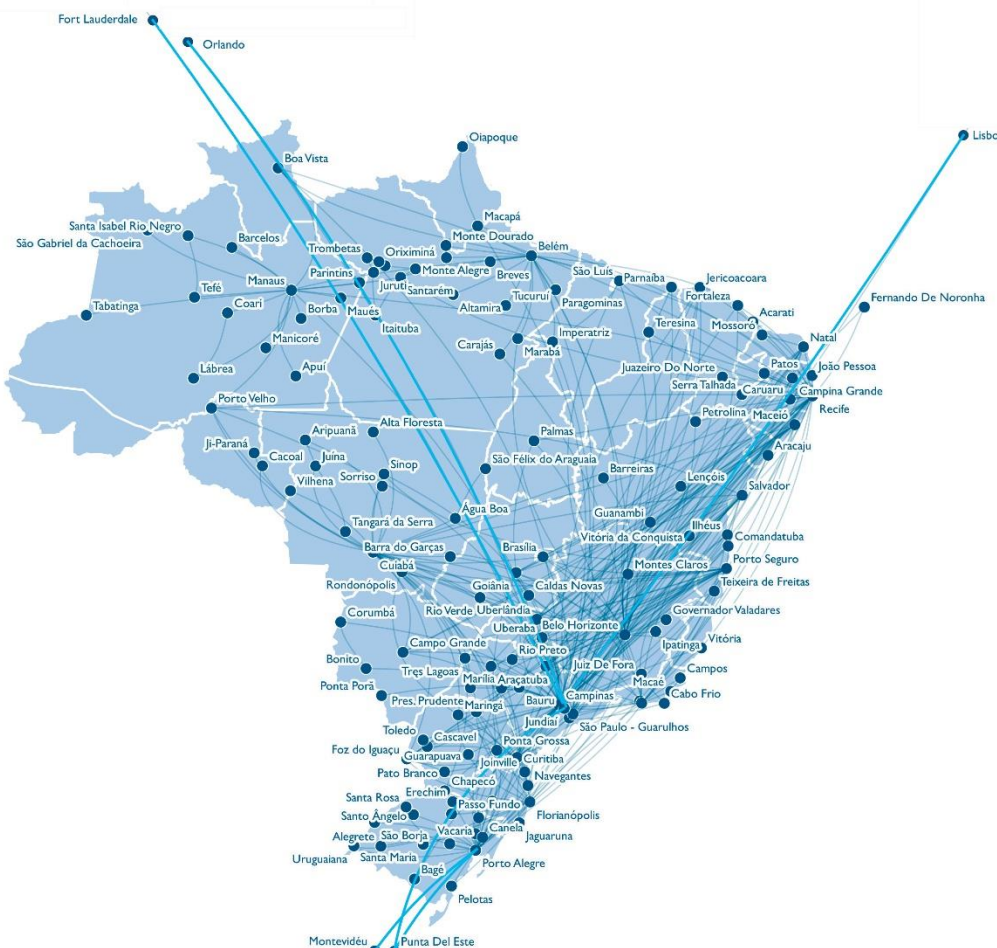 Fort Lauderdale
Orlando
Lisbo
Oiapoque
Boa Vista
Macapá
Santa Isabel Rio Negro
São Gabriel da Cachoeira
Barcelos
Trombetas
Oriximiná
Monte Dourado
Belém
Manaus
Parintins
Juruti
Monte Alegre
Breves
São Luís
Parnaíba
Jericoacoara
Tefé
Coari
Borba
Maués
Santarém
Altamira
Tucuruí
Paragominas
Fortaleza
Fernando De Noronha
Tabatinga
Itaituba
Acarati
Mossoró
Teresina
Imperatriz
Manicoré
Carajás
Marabá
Natal
Lábrea
Apuí
Juazeiro Do Norte
Patos
João Pessoa
Serra Talhada
Caruaru
Campina Grande
Porto Velho
Recife
Petrolina
Maceió
Alta Floresta
Aripuanã
Palmas
Ji-Paraná
Aracaju
Cacoal
Juína
Sinop
São Félix do Araguaia
Sorriso
Barreiras
Lençóis
Vilhena
Salvador
Água Boa
Guanambi
Tangará da Serra
Ilhéus
Vitória da Conquista
Comandatuba
Barra do Garças
Brasília
Porto Seguro
Cuiabá
Montes Claros
Rondonópolis
Goiânia
Caldas Novas
Teixeira de Freitas
Corumbá
Rio Verde
Uberlândia
Uberaba
Belo Horizonte
Governador Valadares
Ipatinga
Vitória
Campo Grande
Rio Preto
Bonito
Três Lagoas
Juiz De Fora
Campos
Marília
Araçatuba
Macaé
Ponta Porã
Cabo Frio
Pres. Prudente
Maringá
Bauru
Campinas
Jundiaí
São Paulo - Guarulhos
Toledo
Cascavel
Ponta Grossa
Foz do Iguaçu
Guarapuava
Joinville
Curitiba
Pato Branco
Chapecó
Navegantes
Erechim
Santa Rosa
Passo Fundo
Florianópolis
Santo Ângelo
Vacaria
Canela
Jaguaruna
Alegrete
São Borja
Uruguaiana
Santa Maria
Porto Alegre
Bagé
Pelotas
Montevidéu
Punta Del Este